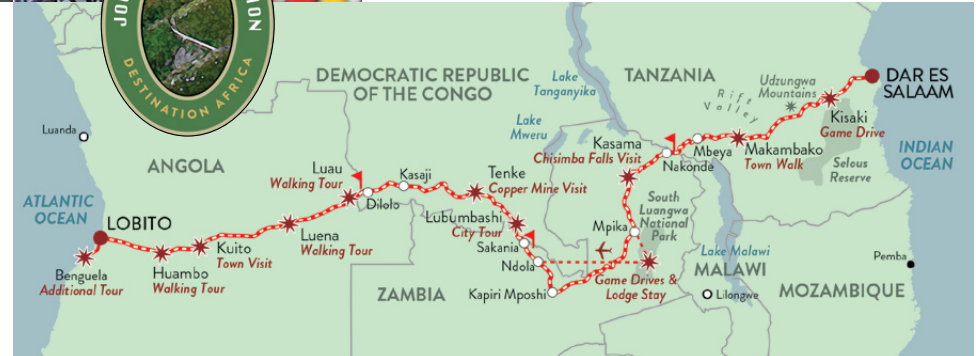 DESTINATION AFRICA
DEMOCRATIC REPUBLIC
OF THE CONGO
Lake
Tanganyika
TANZANIA
Udzungwa
Mountains
DAR ES
SALAAM
Rift
Valley
Kisaki
Game Drive
Luanda
Lake
Mweru
Kasama
Chisimba Falls Visit
Mbeya
Makambako
Town Walk
Nakonde
INDIAN
OCEAN
Selous
Reserve
ANGOLA
Luau
Walking Tour
Dilolo
Kasaji
Tenke
Copper Mine Visit
ATLANTIC
OCEAN
LOBITO
Lubumbashi
City Tour
Sakania
Ndola
Mpika
South
Luangwa
National
Park
Kuito
Town Visit
Luena
Walking Tour
Lake Malawi
Pemba
Benguela
Additional Tour
Huambo
Walking Tour
ZAMBIA
Kapiri Mposhi
Game Drives &
Lodge Stay
MALAWI
Lilongwe
MOZAMBIQUE